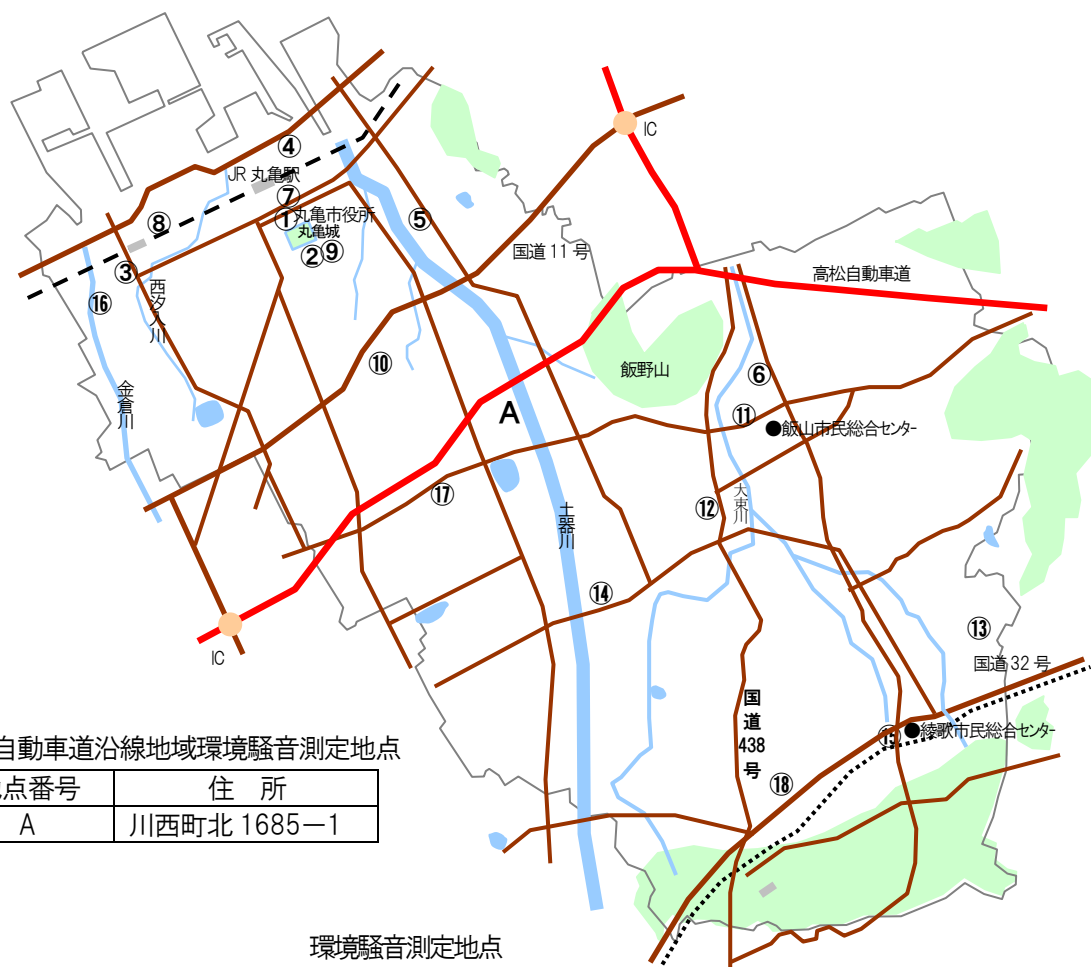 IC
④
JR 丸亀駅
⑦
⑧
①丸亀市役所
丸亀城
⑤
②⑨
国道 11 号
③
高松自動車道
⑯
西汐入川
⑩
飯野山
⑥
金倉川
A
⑪
●飯山市民総合センター
⑰
大束川
⑫
土器川
⑭
⑬
IC
国道 32 号
国道438号
⑮
●綾歌市民総合センター
⑱
自動車道沿線地域環境騒音測定地点
点番号 住 所
A 川西町北 1685-1
環境騒音測定地点